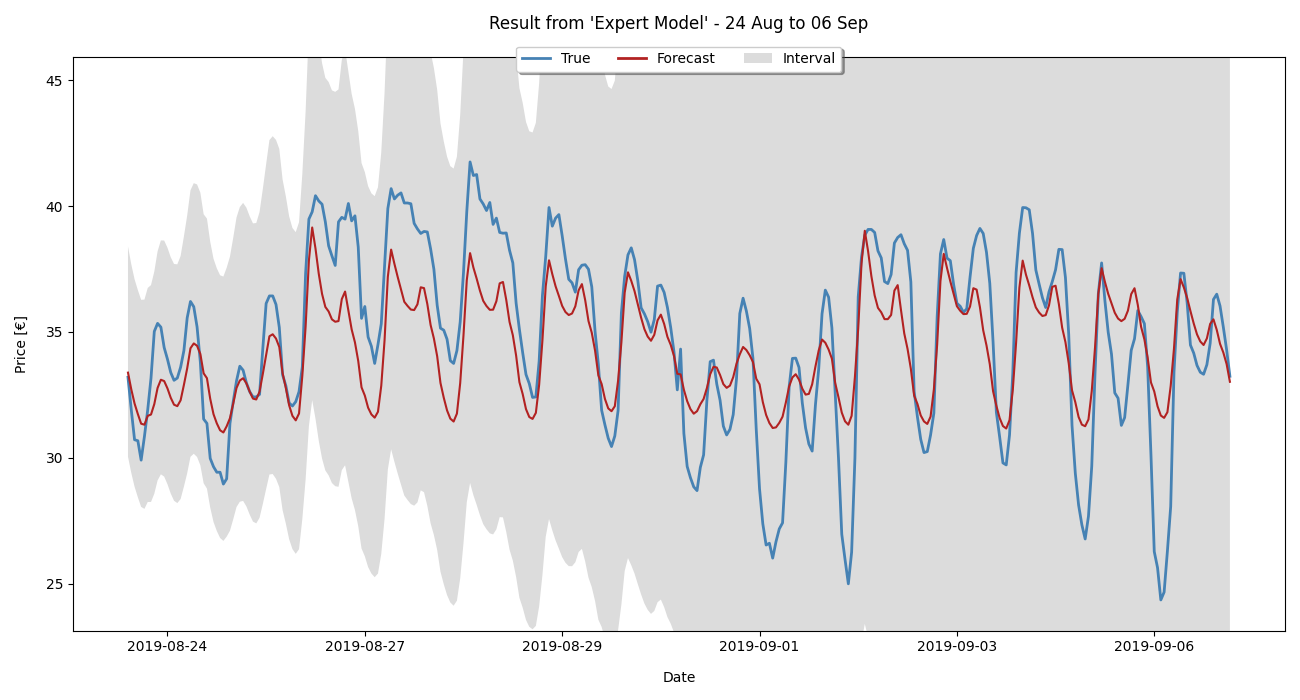 Result from 'Expert Model' - 24 Aug to 06 Sep
True Forecast Interval
45
40
35
30
25
Price [€]
2019-08-24 2019-08-27 2019-08-29 2019-09-01 2019-09-03 2019-09-06
Date